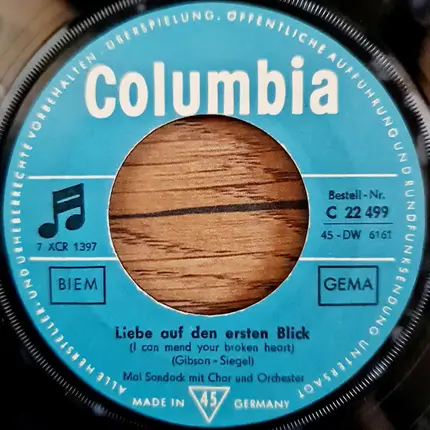 ALLE HERSTELLER- UND URHEBERRECHTE VORBEHALTEN. ÜBERSPIELUNG, ÖFFENTLICHE AUFFÜHRUNG UND RUNDFUNKSENDUNG UNTERSAGT
Columbia
7 XCR 1397
Bestell-Nr.
C 22 499
45-DW 6161
BIEM
GEMA
Liebe auf den ersten Blick
(I can mend your broken heart)
(Gibson-Siegel)
Mal Sondock mit Chor und Orchester
MADE IN 45 GERMANY